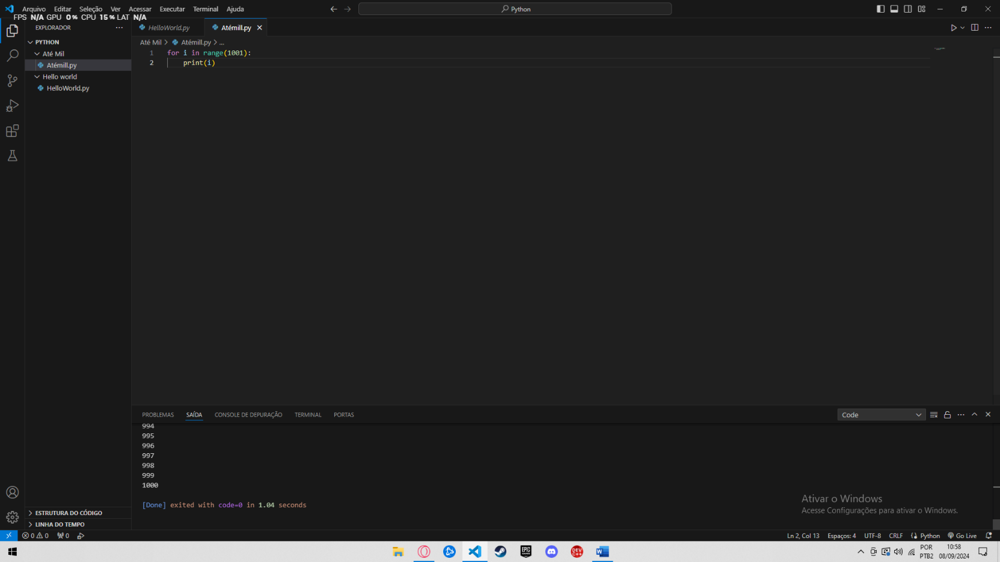 Arquivo Editar Seleção Ver Acessar Executar Terminal Ajuda
Python
FPS N/A GPU 0% CPU 15% LAT N/A
EXPLORADOR
HelloWorld.py
Atémill.py
PYTHON
Até Mil > Atémill.py > ...
Até Mil
Atémill.py
Hello world
HelloWorld.py
1 for i in range(1001):
2 print(i)
PROBLEMAS SAÍDA CONSOLE DE DEPURAÇÃO TERMINAL PORTAS
Code
994
995
996
997
998
999
1000
[Done] exited with code=0 in 1.04 seconds
Ativar o Windows
Acesse Configurações para ativar o Windows.
ESTRUTURA DO CÓDIGO
LINHA DO TEMPO
0 0 0
Ln 2, Col 13 Espaços: 4 UTF-8 CRLF Python Go Live
EPIC GAMES
DEV C++
W
POR
PTB2
10:58
08/09/2024